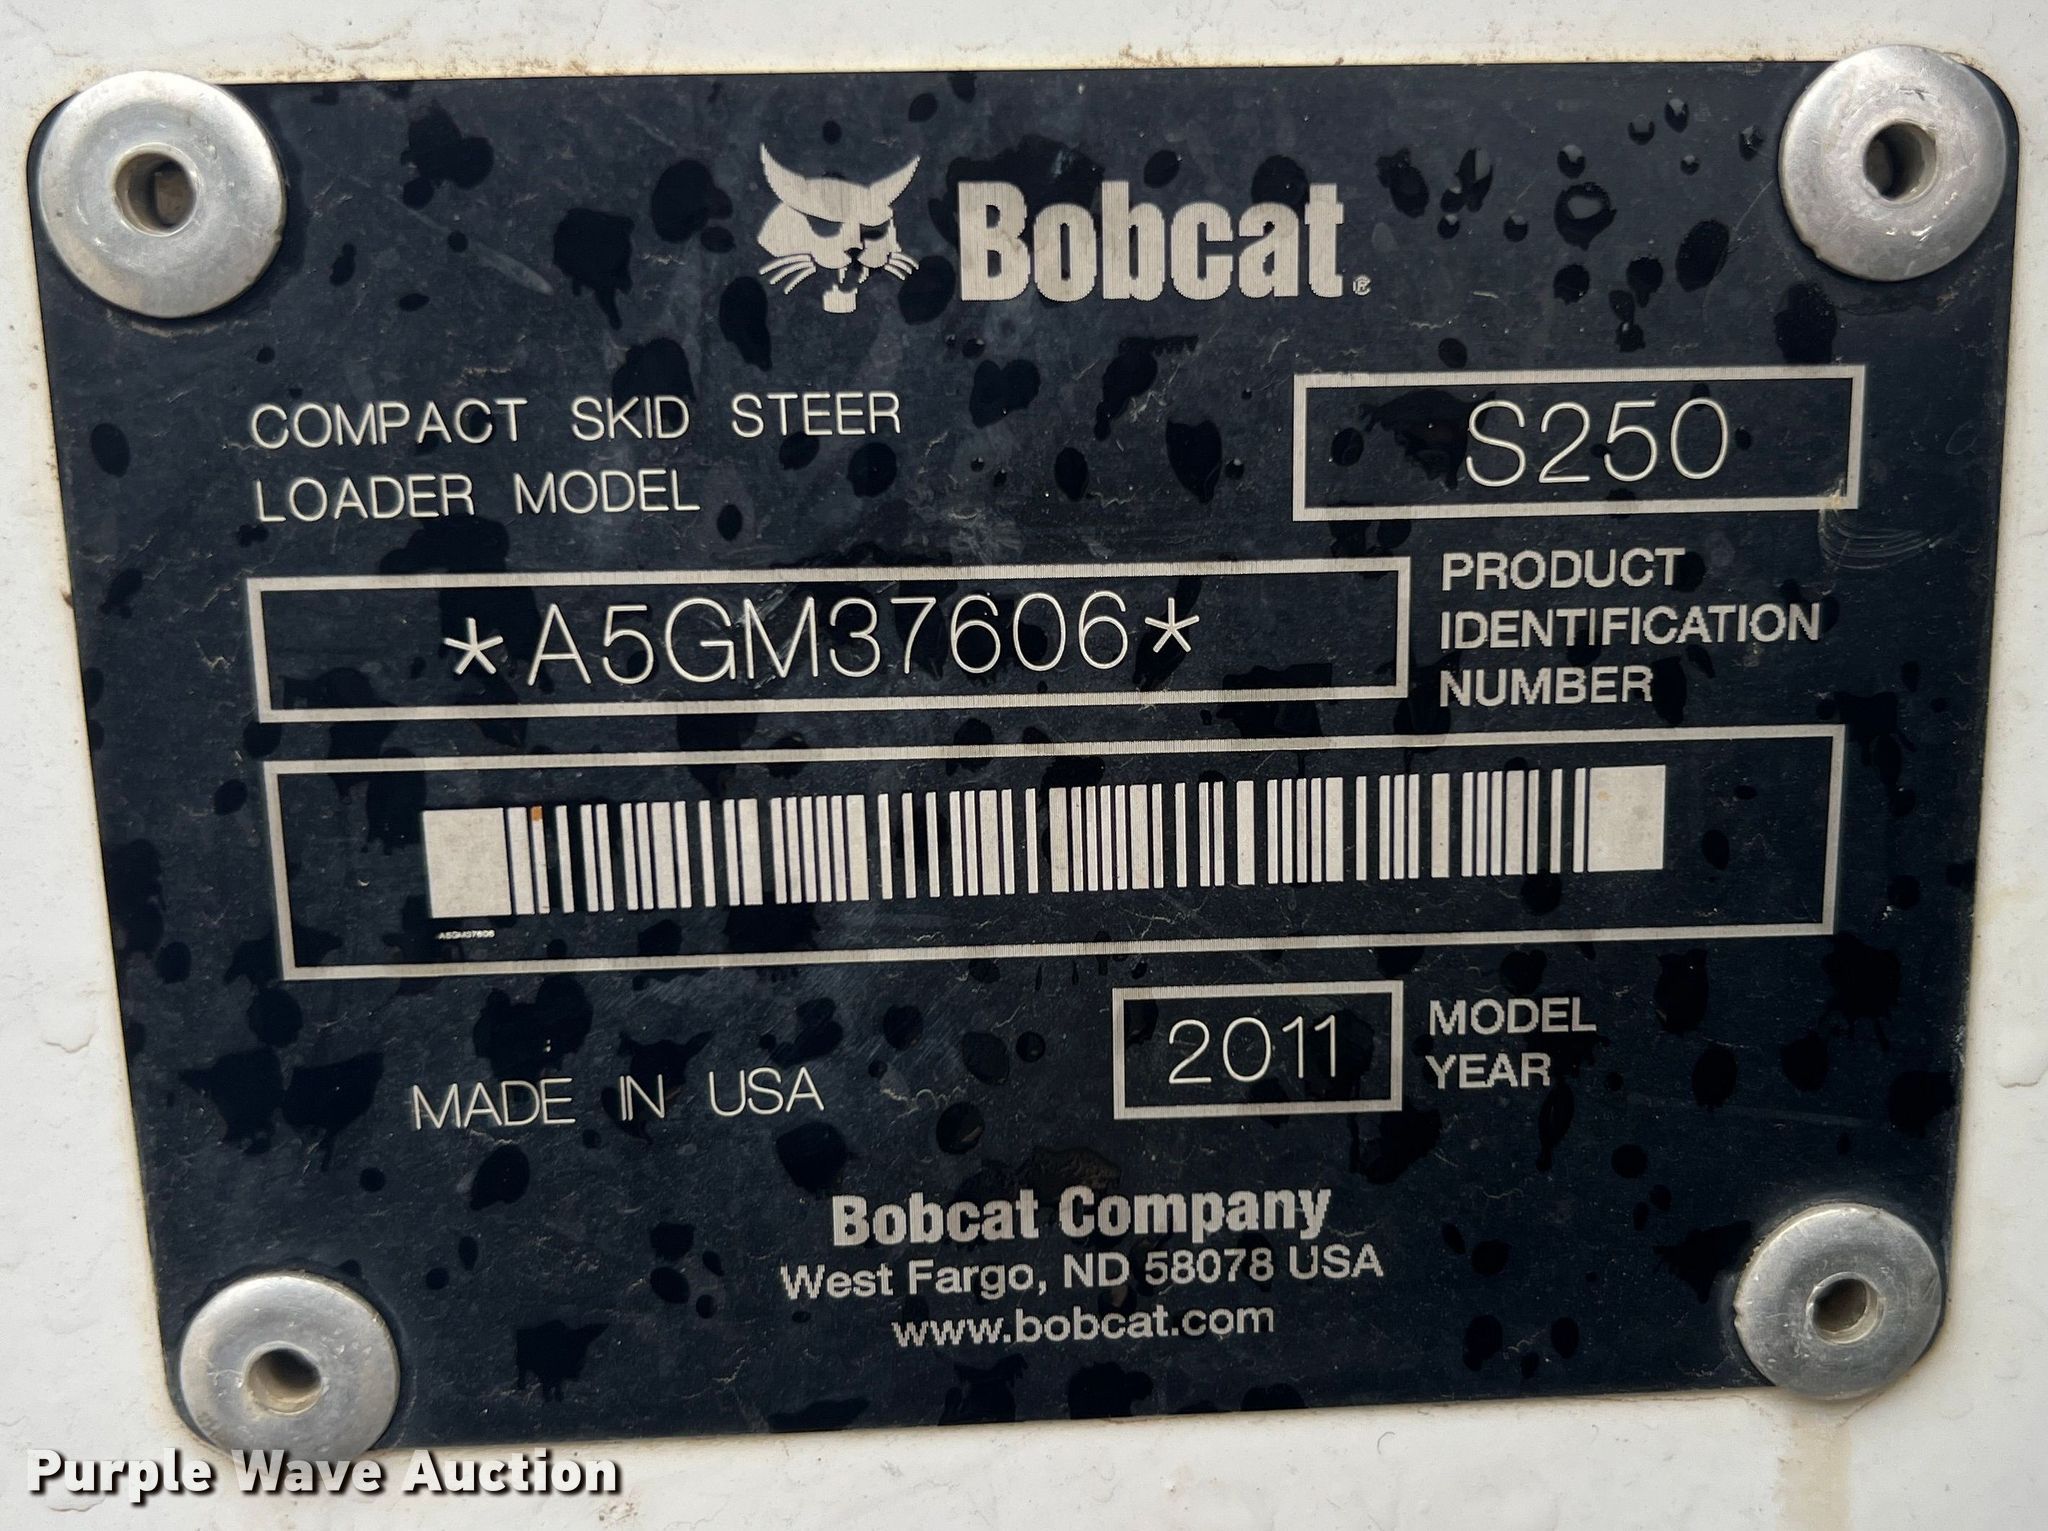 Bobcat®
COMPACT SKID STEER
LOADER MODEL
S250
*A5GM37606*
PRODUCT
IDENTIFICATION
NUMBER
A5GM37606
MADE IN USA
2011
MODEL
YEAR
Bobcat Company
West Fargo, ND 58078 USA
www.bobcat.com
Purple Wave Auction